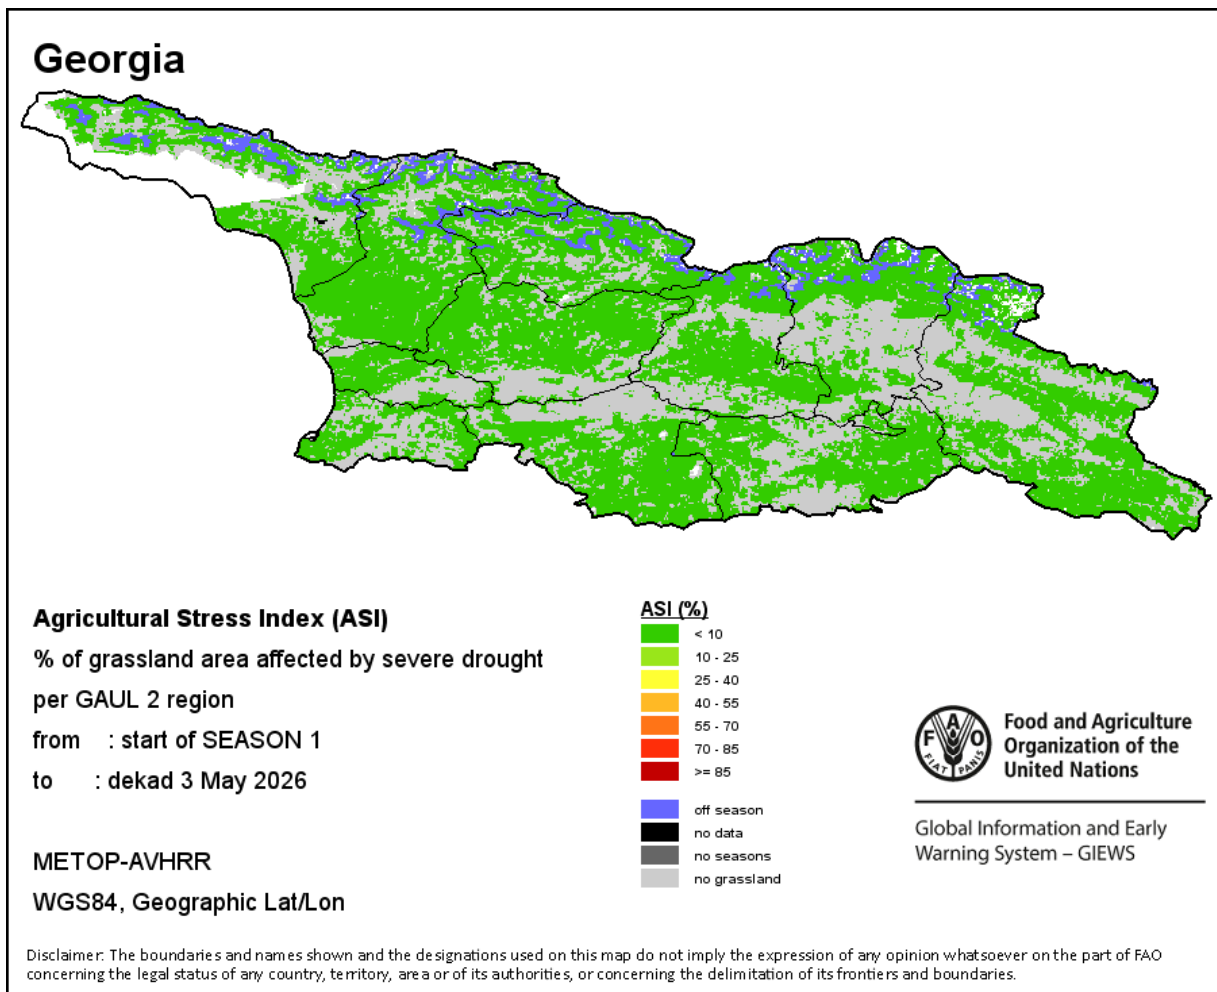 Georgia
Agricultural Stress Index (ASI)
% of grassland area affected by severe drought
per GAUL 2 region
from : start of SEASON 1
to : dekad 3 May 2026
METOP-AVHRR
WGS84, Geographic Lat/Lon
ASI (%)
< 10
10 - 25
25 - 40
40 - 55
55 - 70
70 - 85
>= 85
off season
no data
no seasons
no grassland
F A O
FIAT PANIS
Food and Agriculture
Organization of the
United Nations
Global Information and Early
Warning System – GIEWS
Disclaimer: The boundaries and names shown and the designations used on this map do not imply the expression of any opinion whatsoever on the part of FAO
concerning the legal status of any country, territory, area or of its authorities, or concerning the delimitation of its frontiers and boundaries.